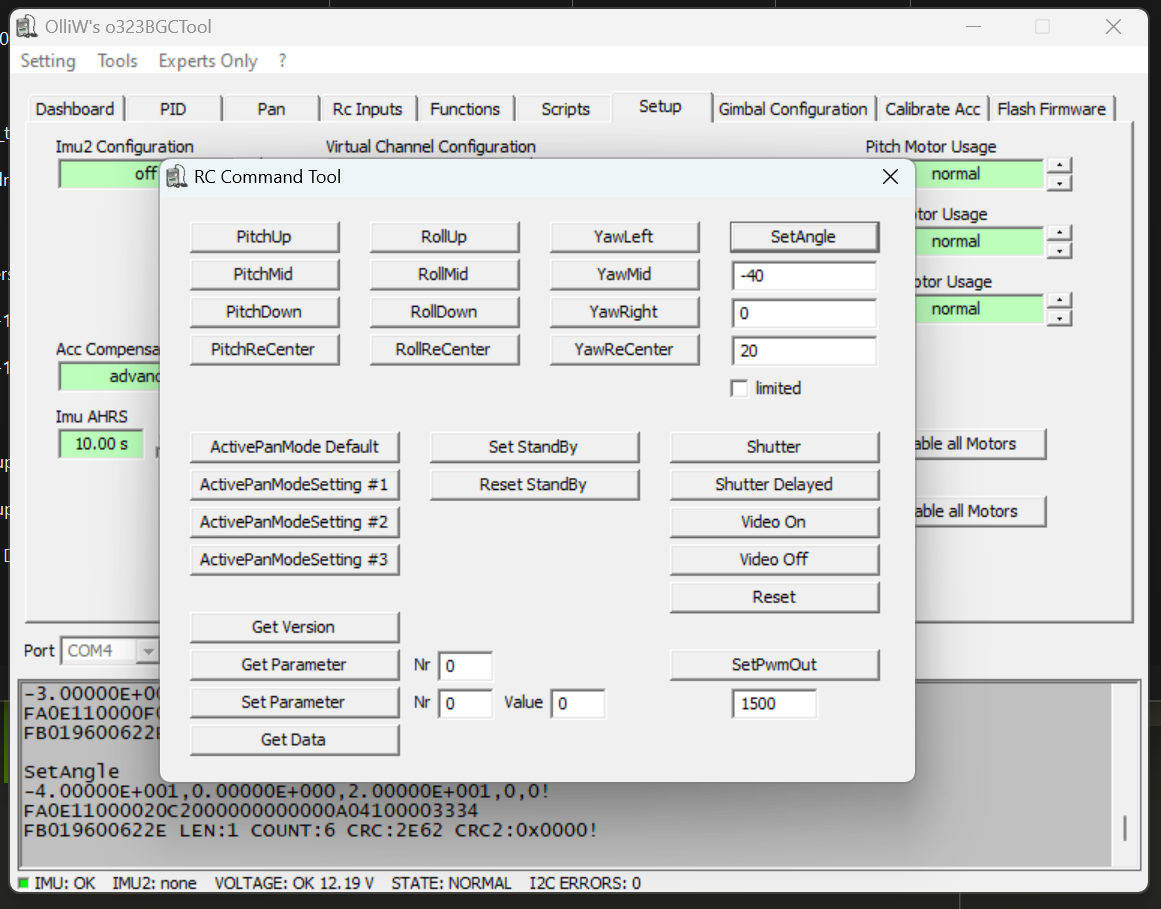 OlliW's o323BGCTool
Setting Tools Experts Only ?
Dashboard PID Pan Rc Inputs Functions Scripts Setup Gimbal Configuration Calibrate Acc Flash Firmware
Imu2 Configuration Virtual Channel Configuration Pitch Motor Usage
off normal
RC Command Tool
otor Usage
normal
otor Usage
normal
PitchUp RollUp YawLeft SetAngle
PitchMid RollMid YawMid -40
PitchDown RollDown YawRight 0
PitchReCenter RollReCenter YawReCenter 20
limited
Acc Compensa
advanc
Imu AHRS
10.00 s
ActivePanMode Default Set StandBy Shutter
ActivePanModeSetting #1 Reset StandBy Shutter Delayed
ActivePanModeSetting #2 Video On
ActivePanModeSetting #3 Video Off
Reset
able all Motors
able all Motors
Get Version
Get Parameter Nr 0 SetPwmOut
Set Parameter Nr 0 Value 0 1500
Get Data
Port COM4
-3.00000E+00
FA0E110000F0
FB019600622E
SetAngle
-4.00000E+001,0.00000E+000,2.00000E+001,0,0!
FA0E11000020C2000000000000A04100003334
FB019600622E LEN:1 COUNT:6 CRC:2E62 CRC2:0x0000!
IMU: OK IMU2: none VOLTAGE: OK 12.19 V STATE: NORMAL I2C ERRORS: 0